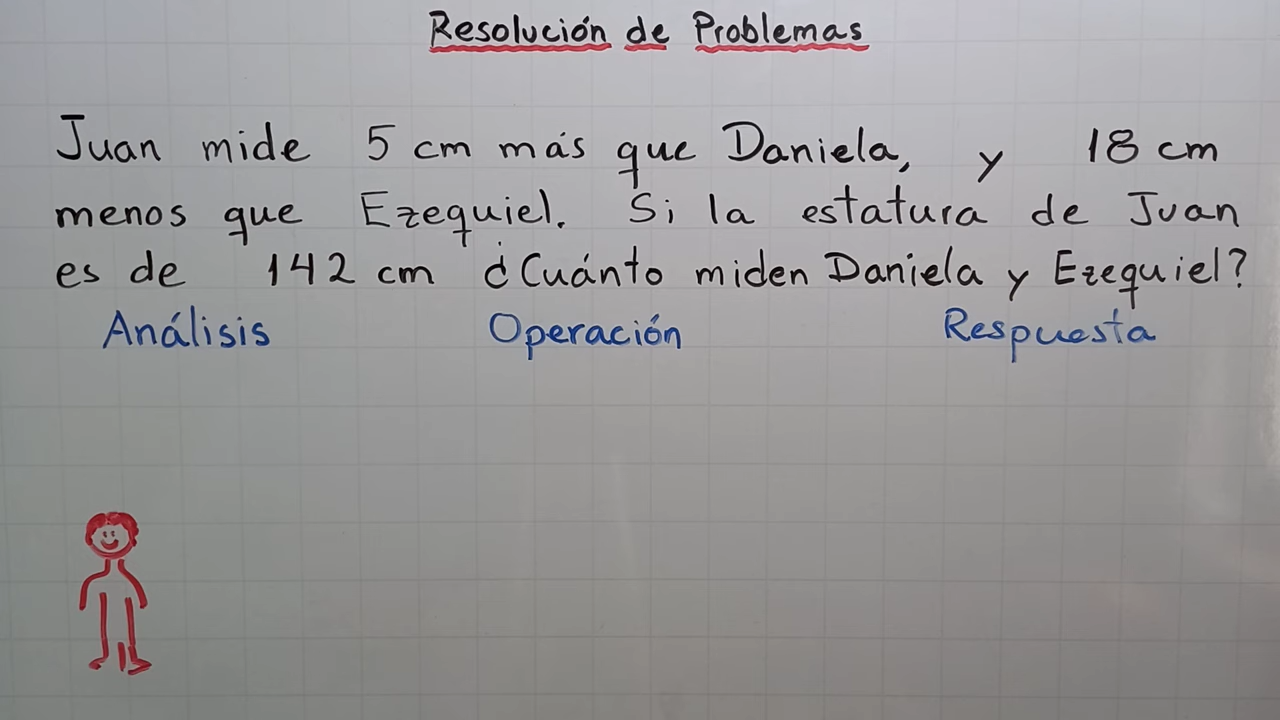 Resolución de Problemas
Juan mide 5 cm más que Daniela, y 18 cm
menos que Ezequiel. Si la estatura de Juan
es de 142 cm ¿Cuánto miden Daniela y Ezequiel?
Análisis Operación Respuesta